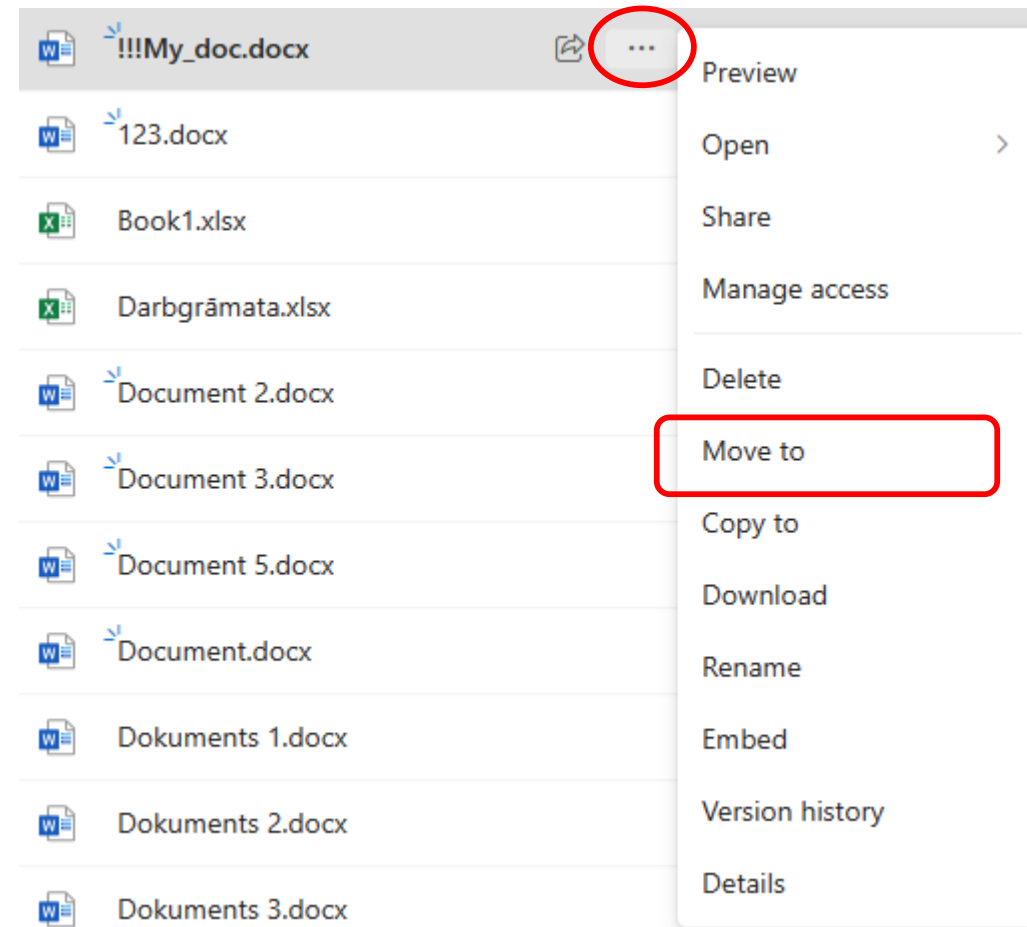 !!!My_doc.docx
123.docx
Book1.xlsx
Darbgrāmata.xlsx
Document 2.docx
Document 3.docx
Document 5.docx
Document.docx
Dokuments 1.docx
Dokuments 2.docx
Dokuments 3.docx
Preview
Open
Share
Manage access
Delete
Move to
Copy to
Download
Rename
Embed
Version history
Details